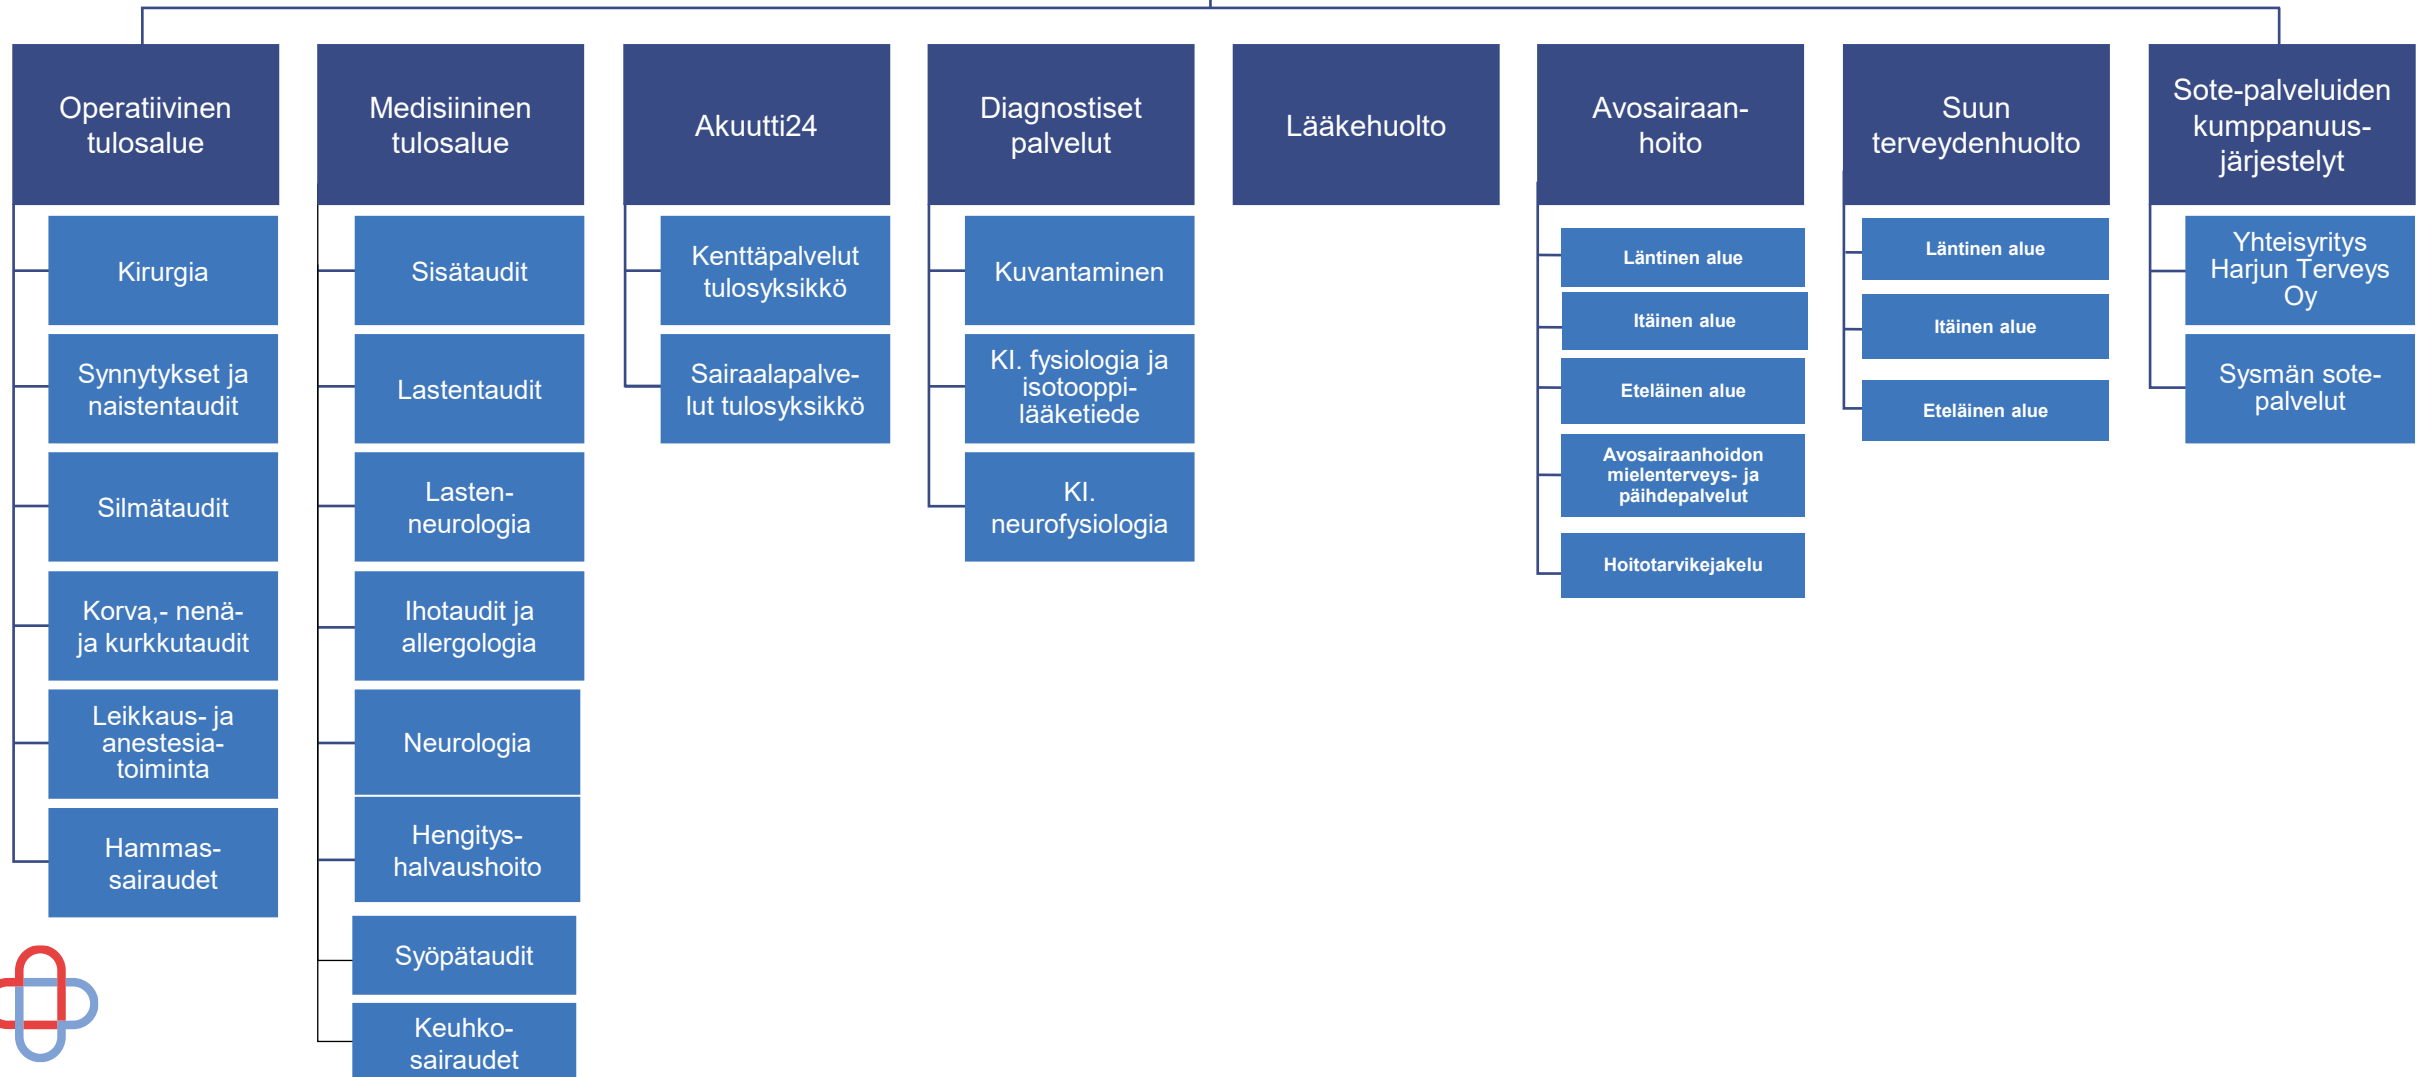 Operatiivinen
tulosalue
Kirurgia
Synnytykset ja
naistentaudit
Silmätaudit
Korva,- nenä-
ja kurkkutaudit
Leikkaus- ja
anestesia-
toiminta
Hammas-
sairaudet
Medisiininen
tulosalue
Sisätaudit
Lastentaudit
Lasten-
neurologia
Ihotaudit ja
allergologia
Neurologia
Hengitys-
halvaushoito
Syöpätaudit
Keuhko-
sairaudet
Akuutti24
Kenttäpalvelut
tulosyksikkö
Sairaalapalve-
lut tulosyksikkö
Diagnostiset
palvelut
Kuvantaminen
Kl. fysiologia ja
isotooppi-
lääketiede
Kl.
neurofysiologia
Lääkehuolto
Avosairaan-
hoito
Läntinen alue
Itäinen alue
Eteläinen alue
Avosairaanhoidon
mielenterveys- ja
päihdepalvelut
Hoitotarvikejakelu
Suun
terveydenhuolto
Läntinen alue
Itäinen alue
Eteläinen alue
Sote-palveluiden
kumppanuus-
järjestelyt
Yhteisyritys
Harjun Terveys
Oy
Sysmän sote-
palvelut